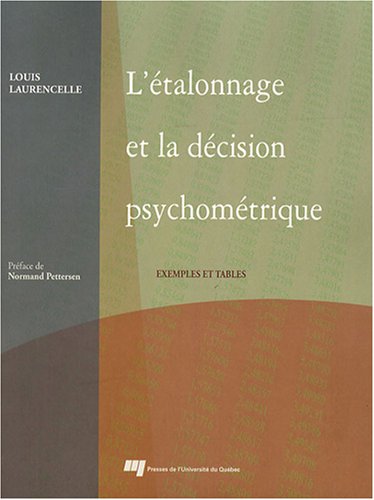 LOUIS
LAURENCELLE
L'étalonnage
et la décision
psychométrique
Préface de
Normand Pettersen
EXEMPLES ET TABLES
Presses de l'Université du Québec